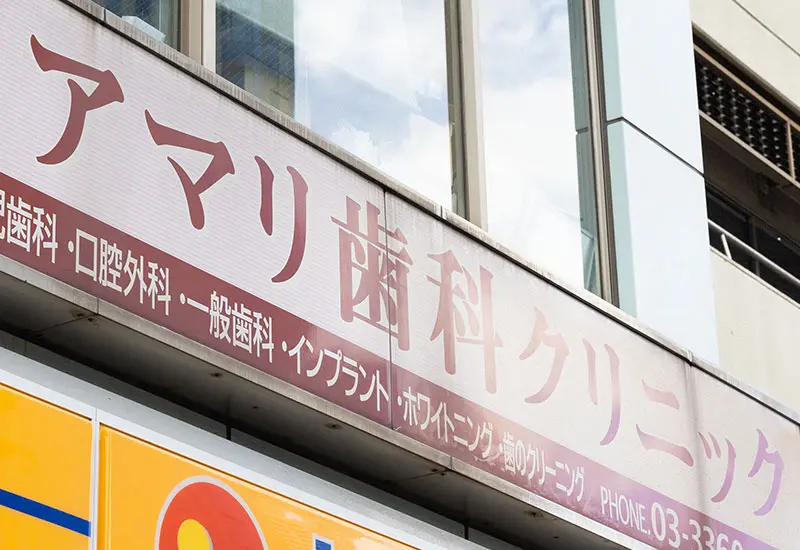 アマリ歯科クリニック
児歯科・口腔外科・一般歯科・インプラント・ホワイトニング・歯のクリーニング PHONE.03-3360